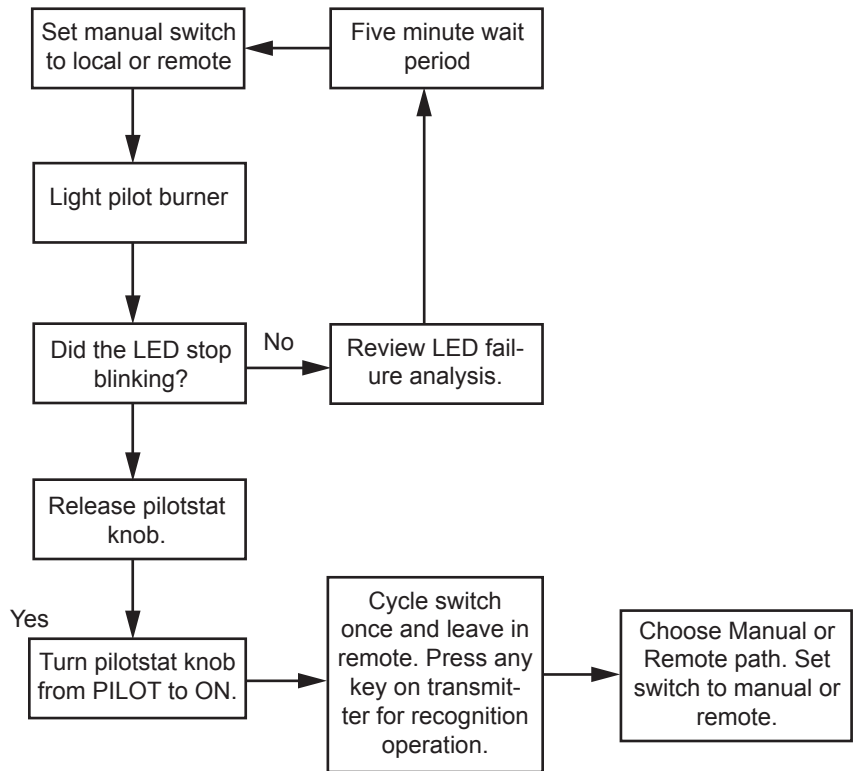 Set manual switch
to local or remote
Five minute wait
period
Light pilot burner
Did the LED stop
blinking?
No
Review LED fail-
ure analysis.
Release pilotstat
knob.
Yes
Turn pilotstat knob
from PILOT to ON.
Cycle switch
once and leave in
remote. Press any
key on transmit-
ter for recognition
operation.
Choose Manual or
Remote path. Set
switch to manual or
remote.